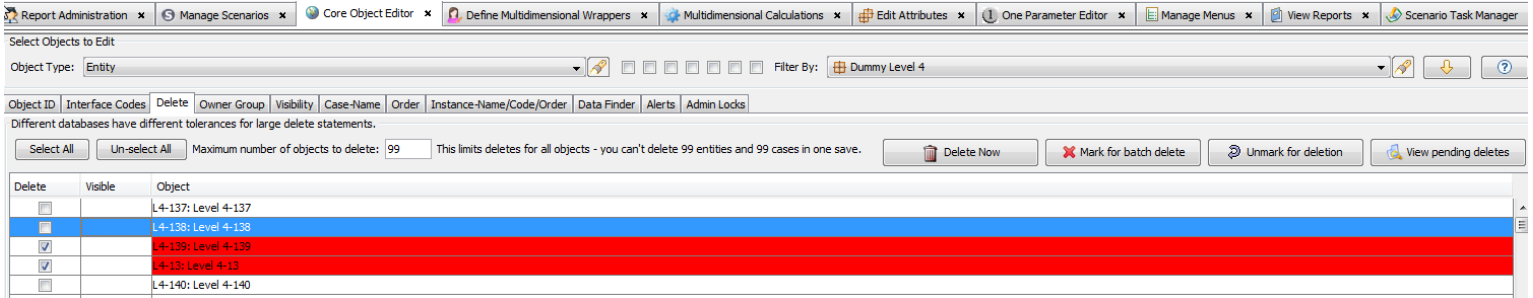 Report Administration x Manage Scenarios x Core Object Editor x Define Multidimensional Wrappers x Multidimensional Calculations x Edit Attributes x One Parameter Editor x Manage Menus x View Reports x Scenario Task Manager
Select Objects to Edit
Object Type: Entity Filter By: Dummy Level 4
Object ID Interface Codes Delete Owner Group Visibility Case-Name Order Instance-Name/Code/Order Data Finder Alerts Admin Locks
Different databases have different tolerances for large delete statements.
Select All Un-select All Maximum number of objects to delete: 99 This limits deletes for all objects - you can't delete 99 entities and 99 cases in one save. Delete Now Mark for batch delete Unmark for deletion View pending deletes
Delete Visible Object
L4-137: Level 4-137
L4-138: Level 4-138
L4-139: Level 4-139
L4-13: Level 4-13
L4-140: Level 4-140